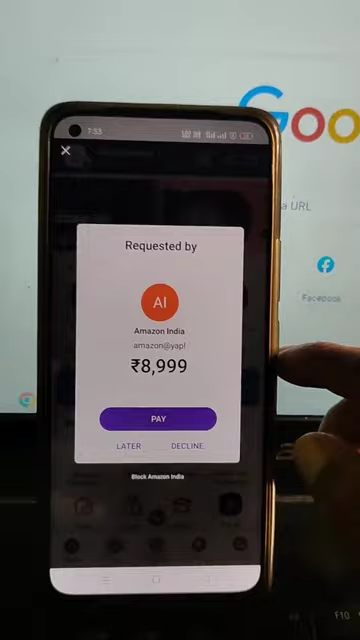 7:53
Goo
a URL
Facebook
Requested by
AI
Amazon India
amazon@yapl
₹8,999
PAY
LATER
DECLINE
Block Amazon India
F10